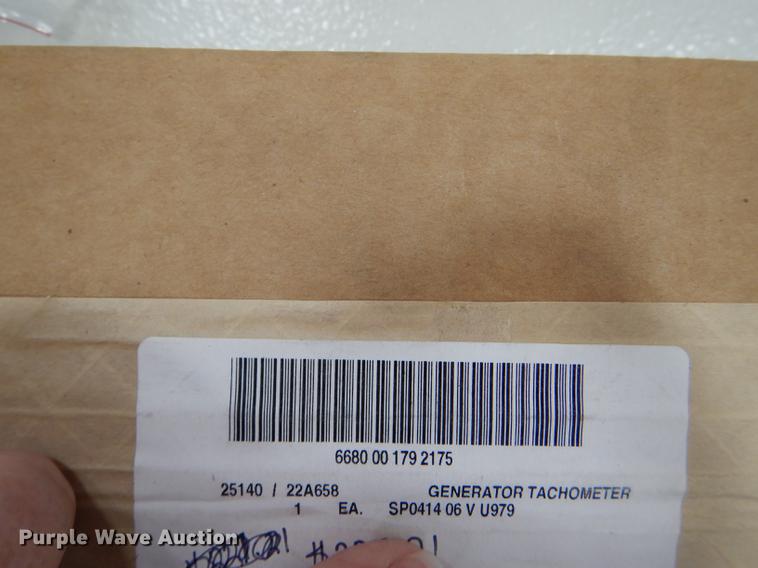 6680 00 179 2175
25140 / 22A658 GENERATOR TACHOMETER
1 EA. SP0414 06 V U979
Purple Wave Auction